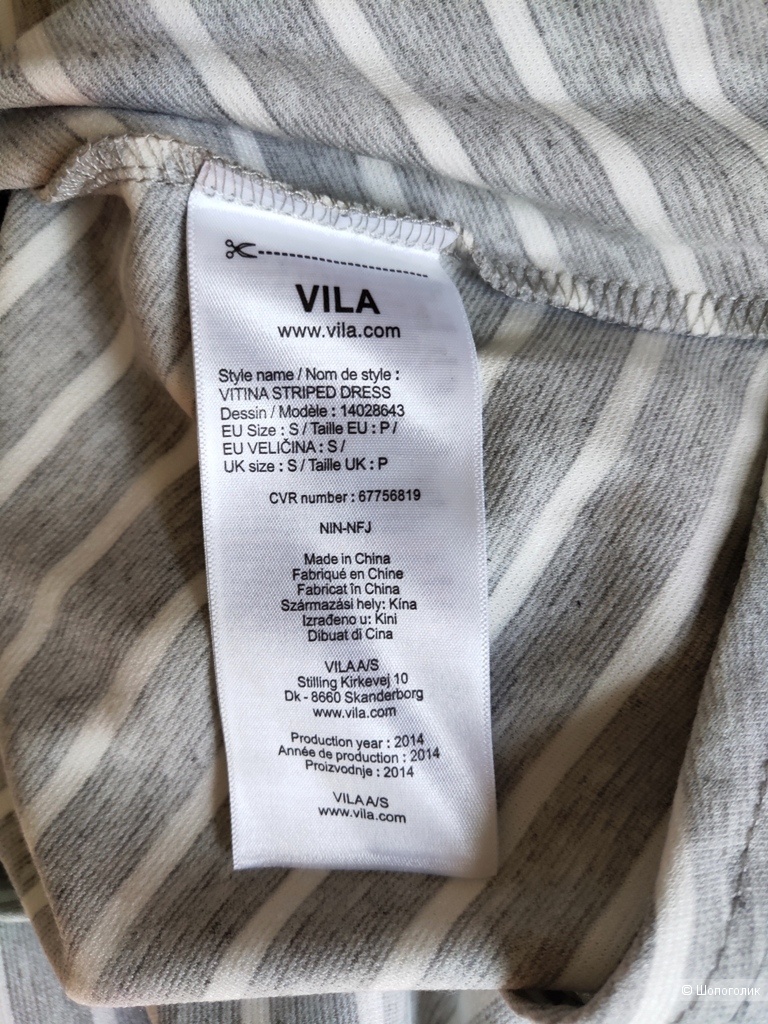 VILA
www.vila.com
Style name / Nom de style :
VITINA STRIPED DRESS
Dessin / Modèle : 14028643
EU Size : S / Taille EU : P /
EU VELIČINA : S /
UK size : S / Taille UK : P
CVR number : 67756819
NIN-NFJ
Made in China
Fabriqué en Chine
Fabricat în China
Származási hely: Kína
Izrađeno u: Kini
Dibuat di Cina
VILA A/S
Stilling Kirkevej 10
Dk - 8660 Skanderborg
www.vila.com
Production year : 2014
Année de production : 2014
Proizvodnje : 2014
VILA A/S
www.vila.com
© Шопоголик